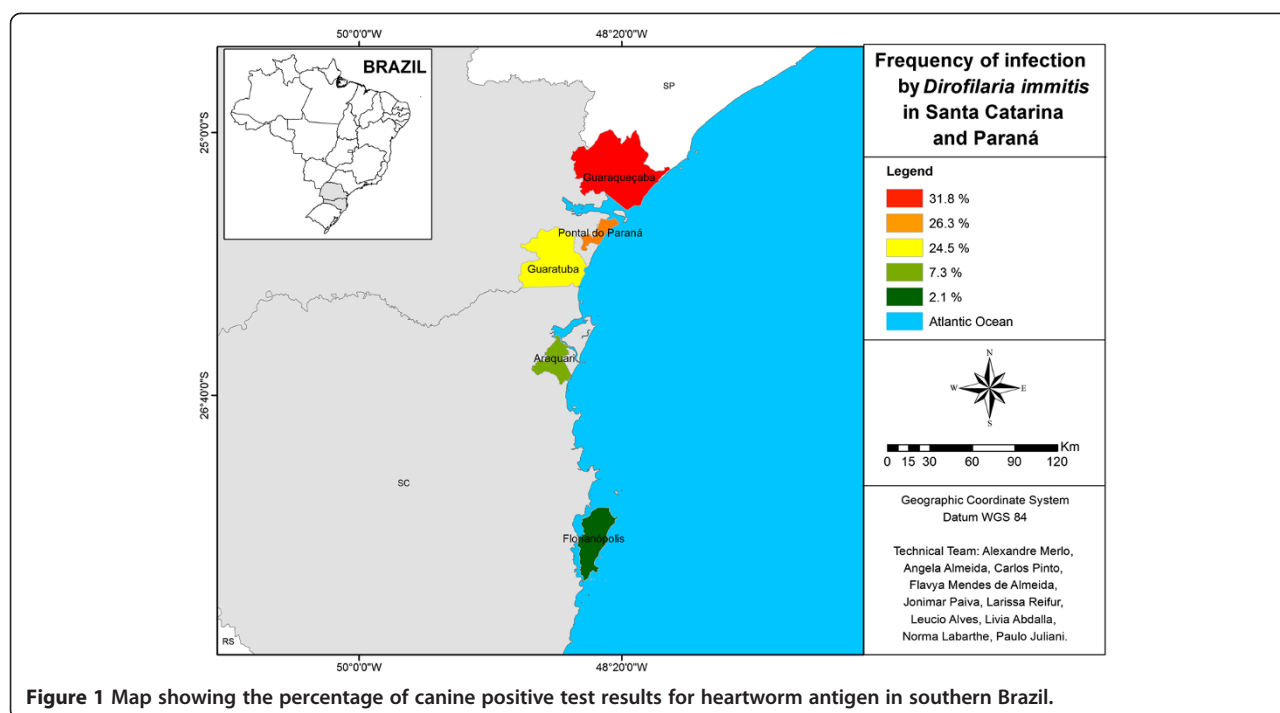 50°0'0"W
48°20'0"W
BRAZIL
SP
25°0'0"S
Guaraqueçaba
Pontal do Paraná
Guaratuba
Araquari
26°40'0"S
SC
Florianópolis
RS
50°0'0"W
48°20'0"W
Frequency of infection
by Dirofilaria immitis
in Santa Catarina
and Paraná
Legend
31.8 %
26.3 %
24.5 %
7.3 %
2.1 %
Atlantic Ocean
N
W
E
S
Km
0 15 30 60 90 120
Geographic Coordinate System
Datum WGS 84
Technical Team: Alexandre Merlo,
Angela Almeida, Carlos Pinto,
Flavya Mendes de Almeida,
Jonimar Paiva, Larissa Reifur,
Leucio Alves, Livia Abdalla,
Norma Labarthe, Paulo Juliani.
Figure 1 Map showing the percentage of canine positive test results for heartworm antigen in southern Brazil.